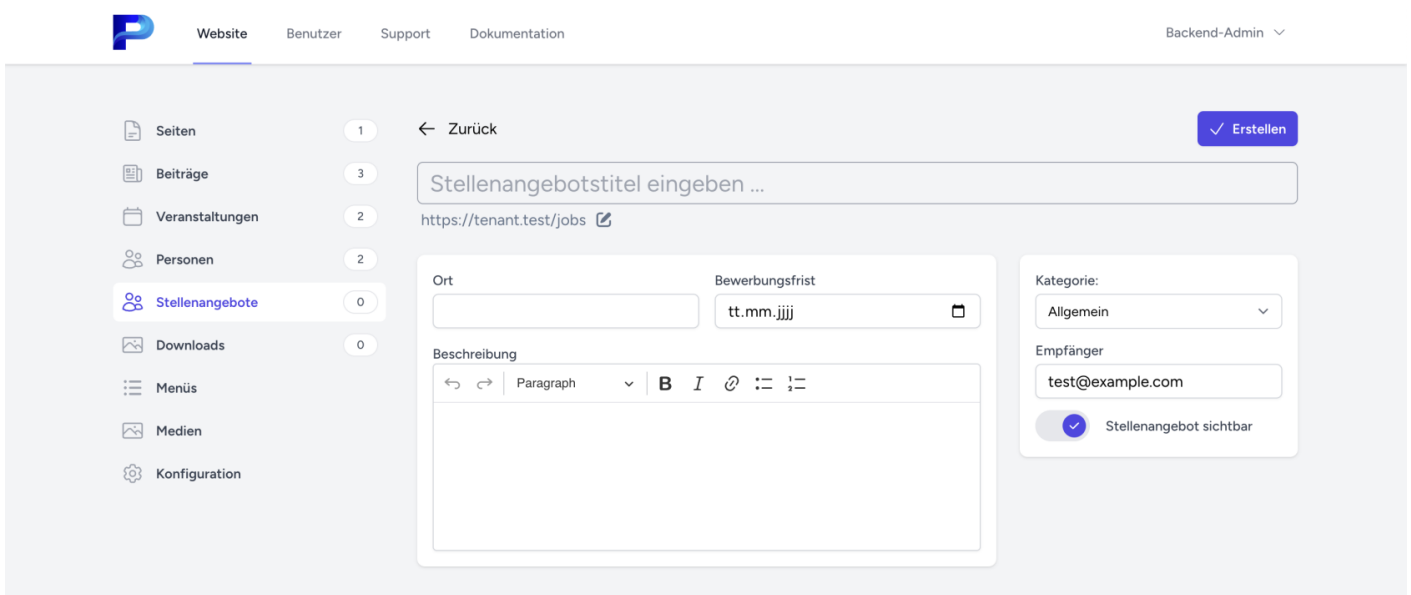 Website Benutzer Support Dokumentation Backend-Admin
Seiten 1
Beiträge 3
Veranstaltungen 2
Personen 2
Stellenangebote 0
Downloads 0
Menüs
Medien
Konfiguration
Zurück
Erstellen
Stellenangebotstitel eingeben ...
https://tenant.test/jobs
Ort
Bewerbungsfrist
tt.mm.jjjj
Beschreibung
Paragraph B I
Kategorie:
Allgemein
Empfänger
test@example.com
Stellenangebot sichtbar